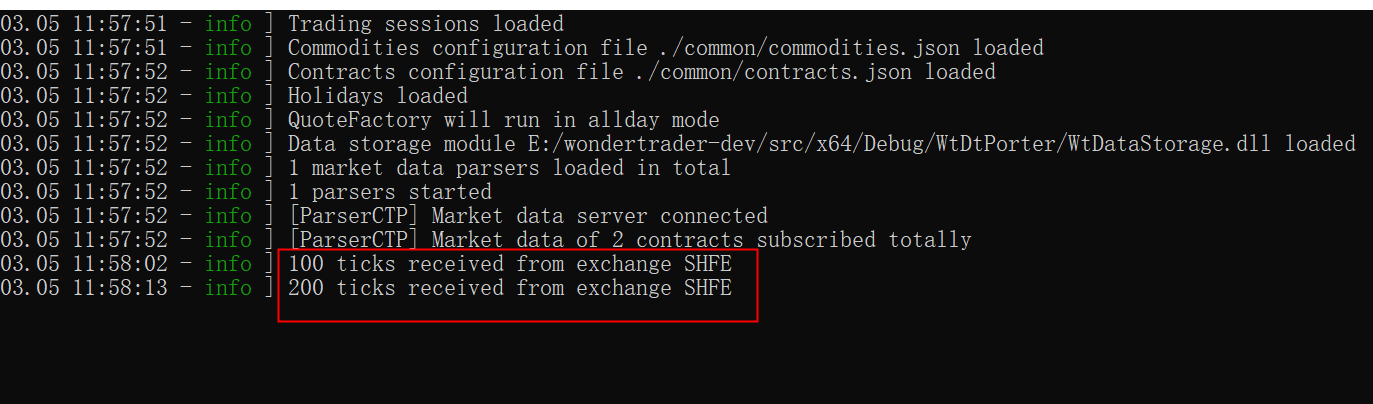 03.05 11:57:51 - info ] Trading sessions loaded
03.05 11:57:51 - info ] Commodities configuration file ./common/commodities.json loaded
03.05 11:57:52 - info ] Contracts configuration file ./common/contracts.json loaded
03.05 11:57:52 - info ] Holidays loaded
03.05 11:57:52 - info ] QuoteFactory will run in allday mode
03.05 11:57:52 - info ] Data storage module E:/wondertrader-dev/src/x64/Debug/WtDtPorter/WtDataStorage.dll loaded
03.05 11:57:52 - info ] 1 market data parsers loaded in total
03.05 11:57:52 - info ] 1 parsers started
03.05 11:57:52 - info ] [ParserCTP] Market data server connected
03.05 11:57:52 - info ] [ParserCTP] Market data of 2 contracts subscribed totally
03.05 11:58:02 - info ] 100 ticks received from exchange SHFE
03.05 11:58:13 - info ] 200 ticks received from exchange SHFE